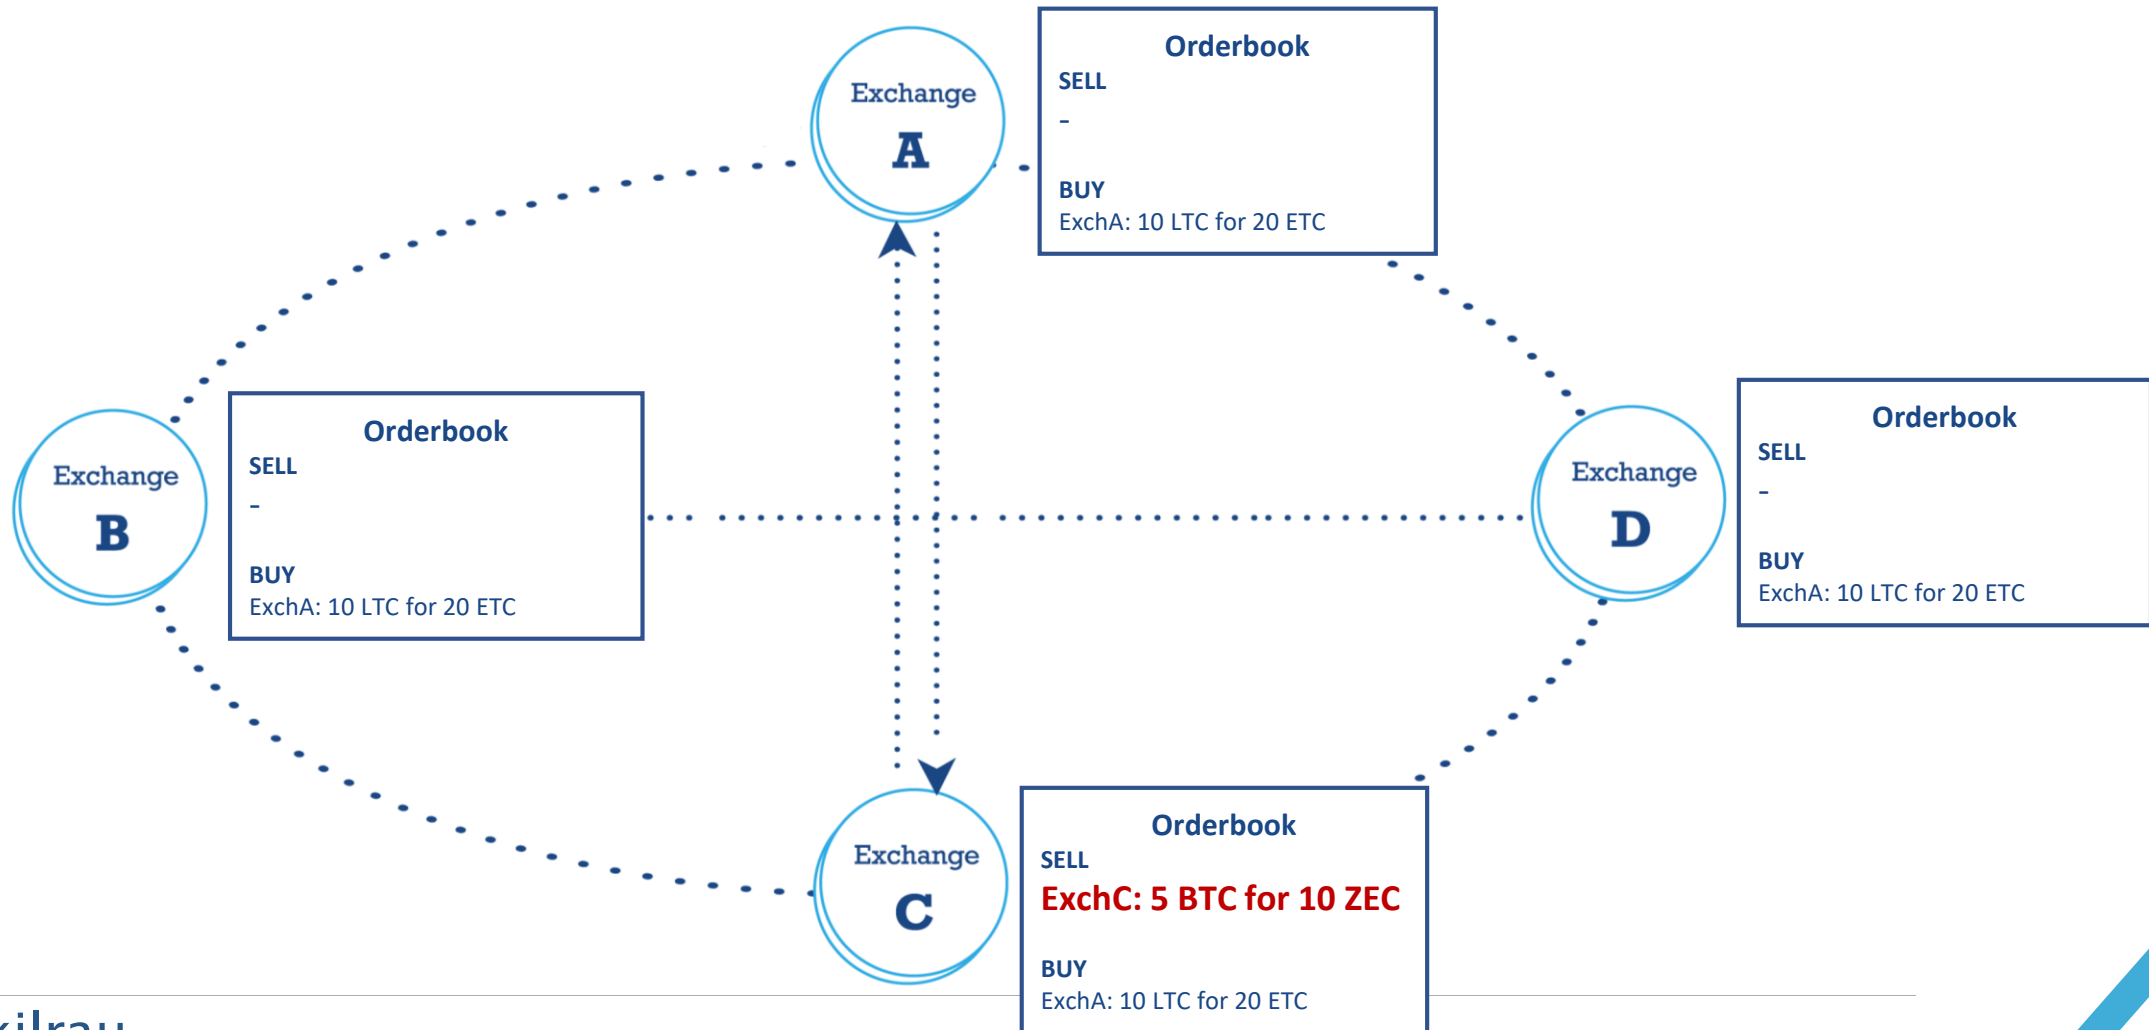 Exchange
A
Orderbook
SELL
-
BUY
ExchA: 10 LTC for 20 ETC
Exchange
B
Orderbook
SELL
-
BUY
ExchA: 10 LTC for 20 ETC
Exchange
D
Orderbook
SELL
-
BUY
ExchA: 10 LTC for 20 ETC
Exchange
C
Orderbook
SELL
ExchC: 5 BTC for 10 ZEC
BUY
ExchA: 10 LTC for 20 ETC